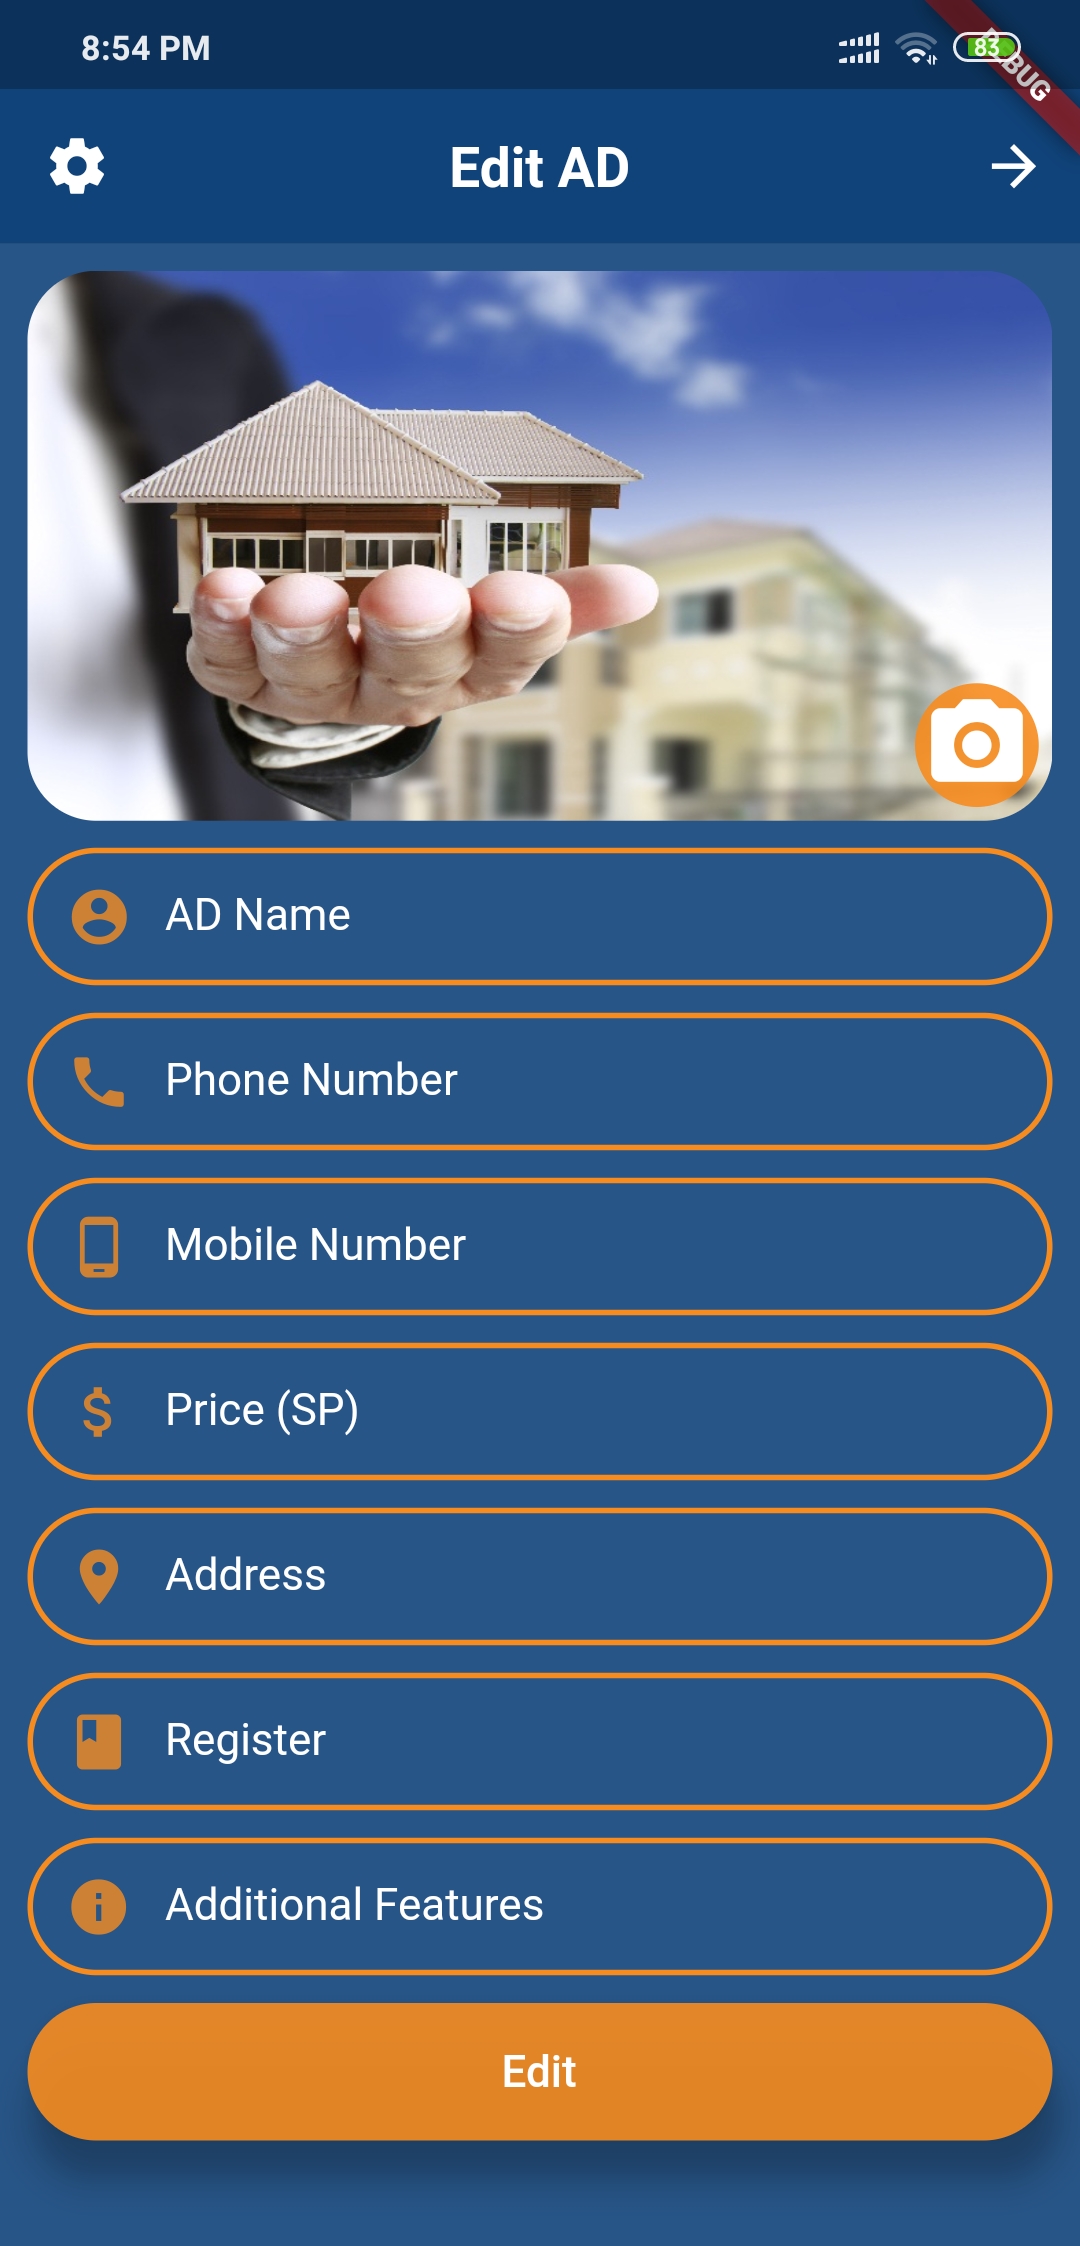 8:54 PM
83
DEBUG
Edit AD
AD Name
Phone Number
Mobile Number
Price (SP)
Address
Register
Additional Features
Edit